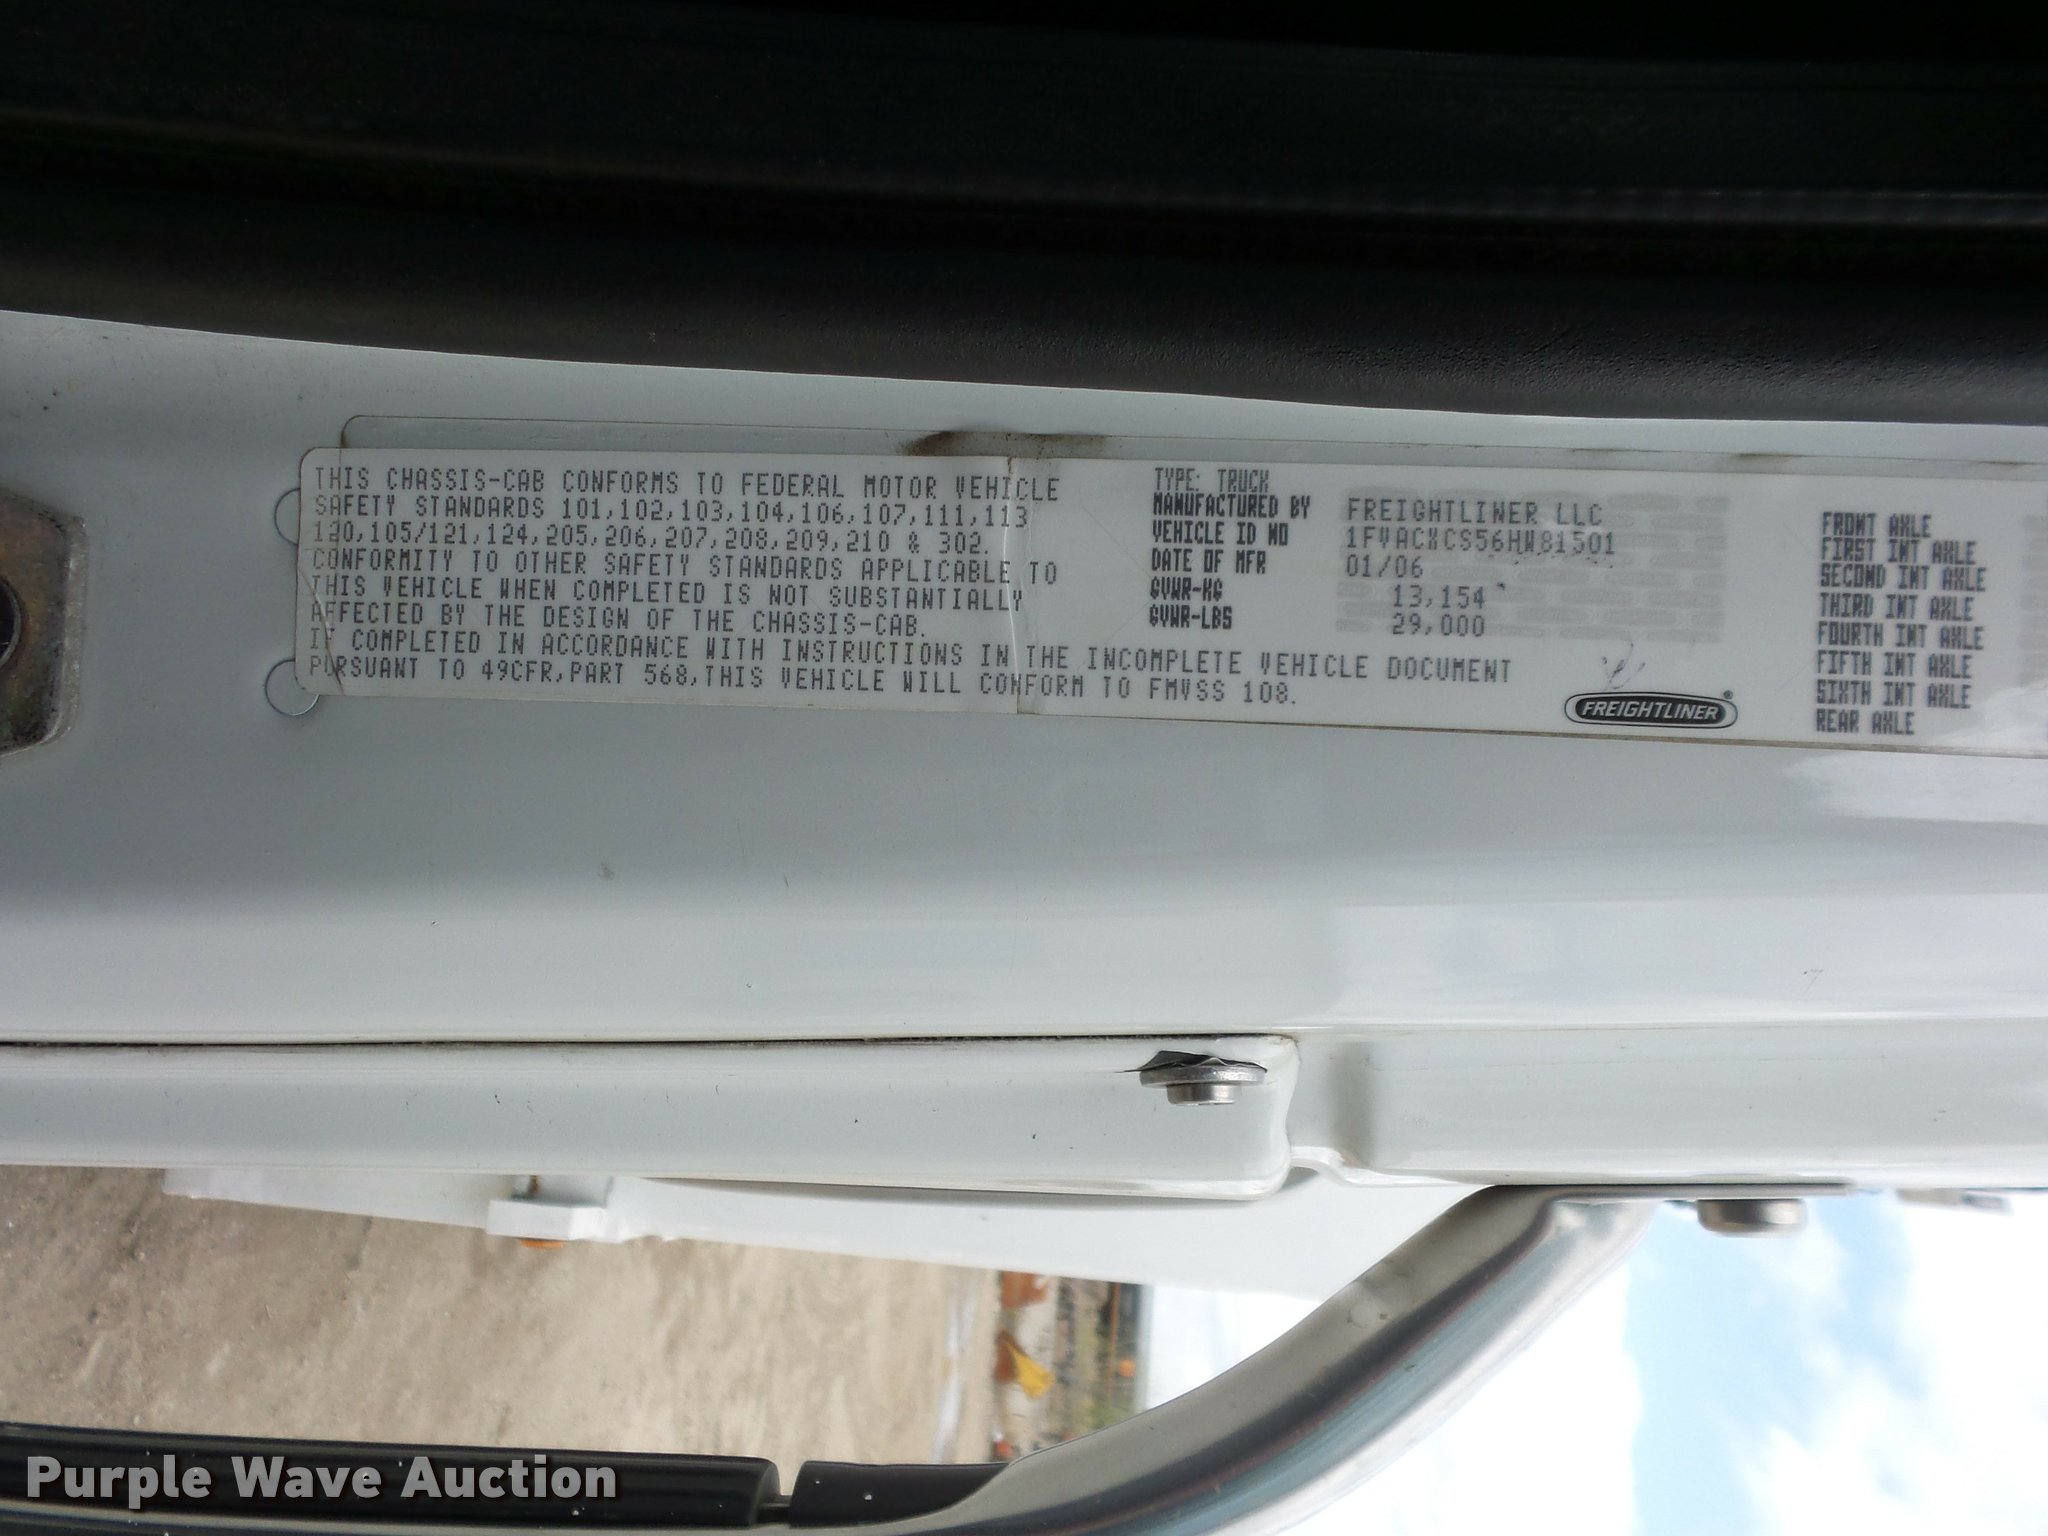 THIS CHASSIS-CAB CONFORMS TO FEDERAL MOTOR VEHICLE
SAFETY STANDARDS 101,102,103,104,106,107,111,113
120,105/121,124,205,206,207,208,209,210 & 302.
CONFORMITY TO OTHER SAFETY STANDARDS APPLICABLE TO
THIS VEHICLE WHEN COMPLETED IS NOT SUBSTANTIALLY
AFFECTED BY THE DESIGN OF THE CHASSIS-CAB.
IF COMPLETED IN ACCORDANCE WITH INSTRUCTIONS IN THE INCOMPLETE VEHICLE DOCUMENT
PURSUANT TO 49CFR,PART 568,THIS VEHICLE WILL CONFORM TO FMVSS 108.
TYPE: TRUCK
MANUFACTURED BY FREIGHTLINER LLC
VEHICLE ID NO 1FVACXCS56HW81501
DATE OF MFR 01/06
GVWR-KG 13,154
GVWR-LBS 29,000
FREIGHTLINER®
FRONT AXLE
FIRST INT AXLE
SECOND INT AXLE
THIRD INT AXLE
FOURTH INT AXLE
FIFTH INT AXLE
SIXTH INT AXLE
REAR AXLE
Purple Wave Auction